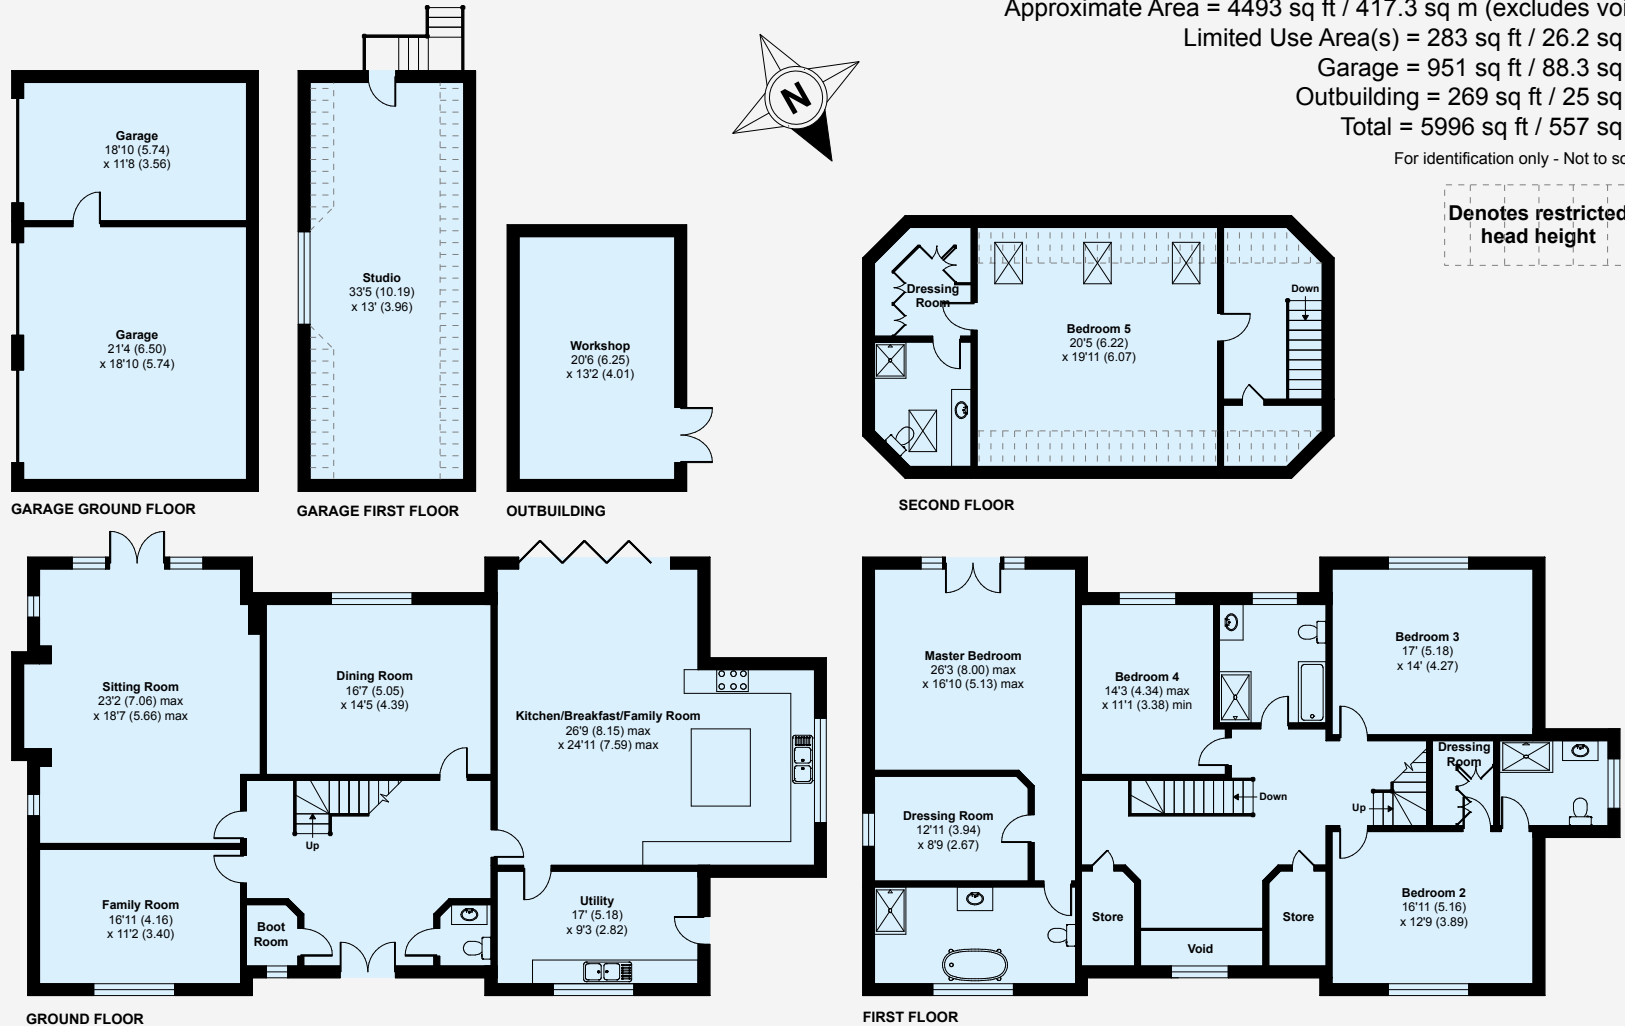 Approximate Area = 4493 sq ft / 417.3 sq m (excludes voi
Limited Use Area(s) = 283 sq ft / 26.2 sq
Garage = 951 sq ft / 88.3 sq
Outbuilding = 269 sq ft / 25 sq
Total = 5996 sq ft / 557 sq
For identification only - Not to sc
Denotes restricted
head height
N
Garage
18'10 (5.74)
x 11'8 (3.56)
Garage
21'4 (6.50)
x 18'10 (5.74)
GARAGE GROUND FLOOR
Studio
33'5 (10.19)
x 13' (3.96)
GARAGE FIRST FLOOR
Workshop
20'6 (6.25)
x 13'2 (4.01)
OUTBUILDING
Dressing
Room
Bedroom 5
20'5 (6.22)
x 19'11 (6.07)
Down
SECOND FLOOR
Sitting Room
23'2 (7.06) max
x 18'7 (5.66) max
Dining Room
16'7 (5.05)
x 14'5 (4.39)
Kitchen/Breakfast/Family Room
26'9 (8.15) max
x 24'11 (7.59) max
Up
Family Room
16'11 (4.16)
x 11'2 (3.40)
Boot
Room
Utility
17' (5.18)
x 9'3 (2.82)
GROUND FLOOR
Master Bedroom
26'3 (8.00) max
x 16'10 (5.13) max
Bedroom 4
14'3 (4.34) max
x 11'1 (3.38) min
Bedroom 3
17' (5.18)
x 14' (4.27)
Dressing
Room
Dressing Room
12'11 (3.94)
x 8'9 (2.67)
Down
Up
Bedroom 2
16'11 (5.16)
x 12'9 (3.89)
Store
Store
Void
FIRST FLOOR